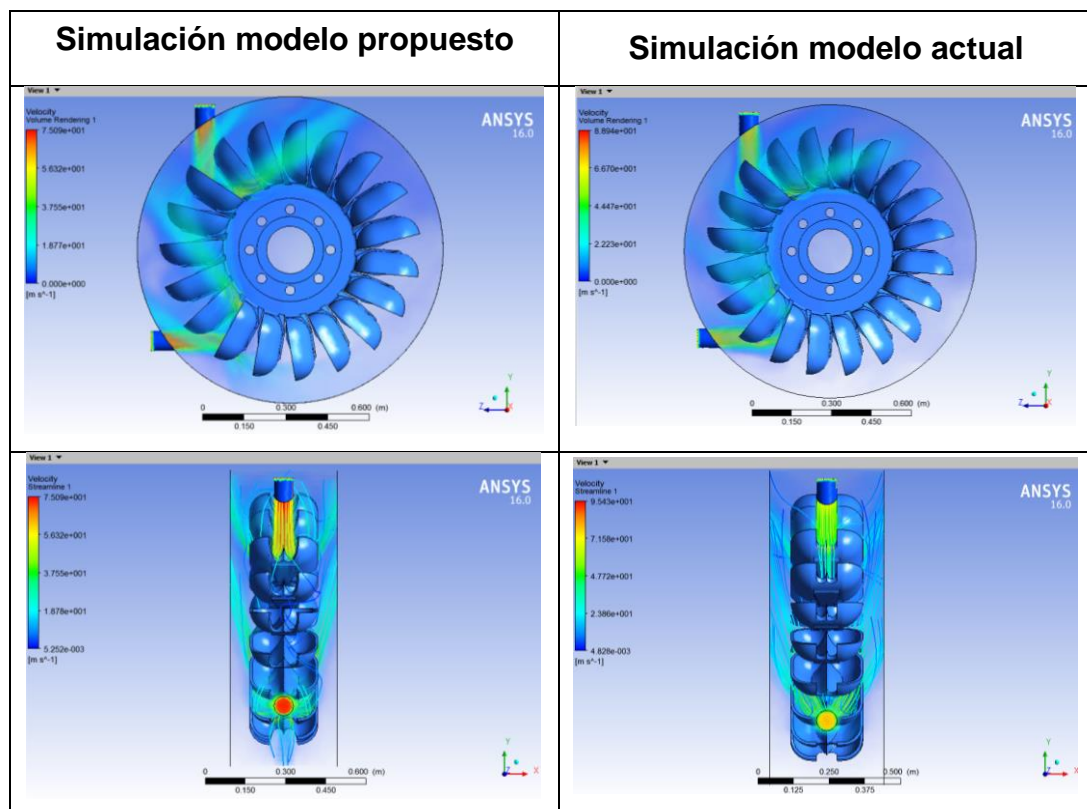 Simulación modelo propuesto
Simulación modelo actual
View 1
Velocity
Volume Rendering 1
7.509e+001
5.632e+001
3.755e+001
1.877e+001
0.000e+000
[m s^-1]
ANSYS
16.0
0 0.300 0.600 (m)
0.150 0.450
Y
Z
X
View 1
Velocity
Volume Rendering 1
8.894e+001
6.670e+001
4.447e+001
2.223e+001
0.000e+000
[m s^-1]
ANSYS
16.0
0 0.300 0.600 (m)
0.150 0.450
Y
Z
X
View 1
Velocity
Streamline 1
7.509e+001
5.632e+001
3.755e+001
1.878e+001
5.252e-003
[m s^-1]
ANSYS
16.0
0 0.300 0.600 (m)
0.150 0.450
Y
Z
X
View 1
Velocity
Streamline 1
9.543e+001
7.158e+001
4.772e+001
2.386e+001
4.828e-003
[m s^-1]
ANSYS
16.0
0 0.250 0.500 (m)
0.125 0.375
Y
Z
X